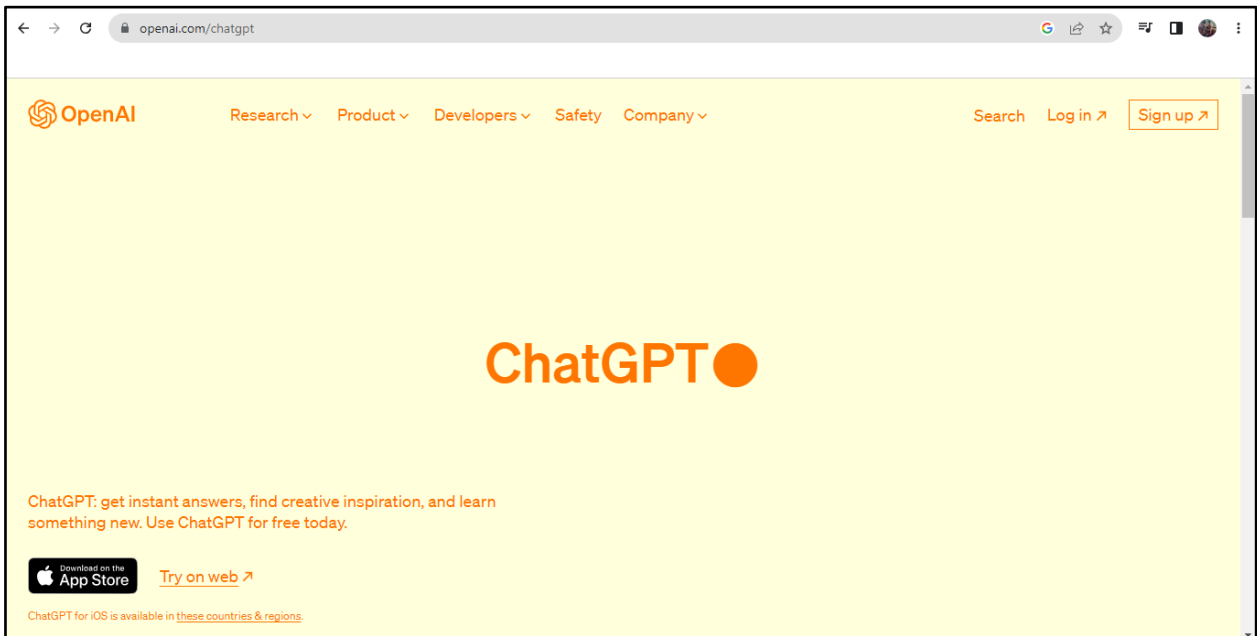 openai.com/chatgpt
OpenAI Research Product Developers Safety Company Search Log in ↗ Sign up ↗
ChatGPT
ChatGPT: get instant answers, find creative inspiration, and learn
something new. Use ChatGPT for free today.
Download on the
App Store
Try on web ↗
ChatGPT for iOS is available in these countries & regions.